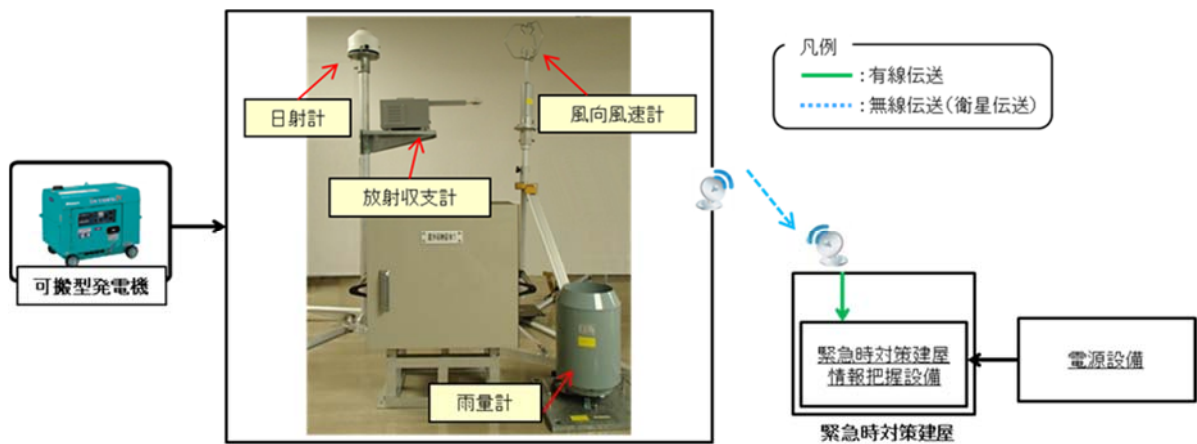 凡例
:有線伝送
:無線伝送(衛星伝送)
日射計
風向風速計
放射収支計
可搬型発電機
雨量計
緊急時対策建屋
情報把握設備
電源設備
緊急時対策建屋